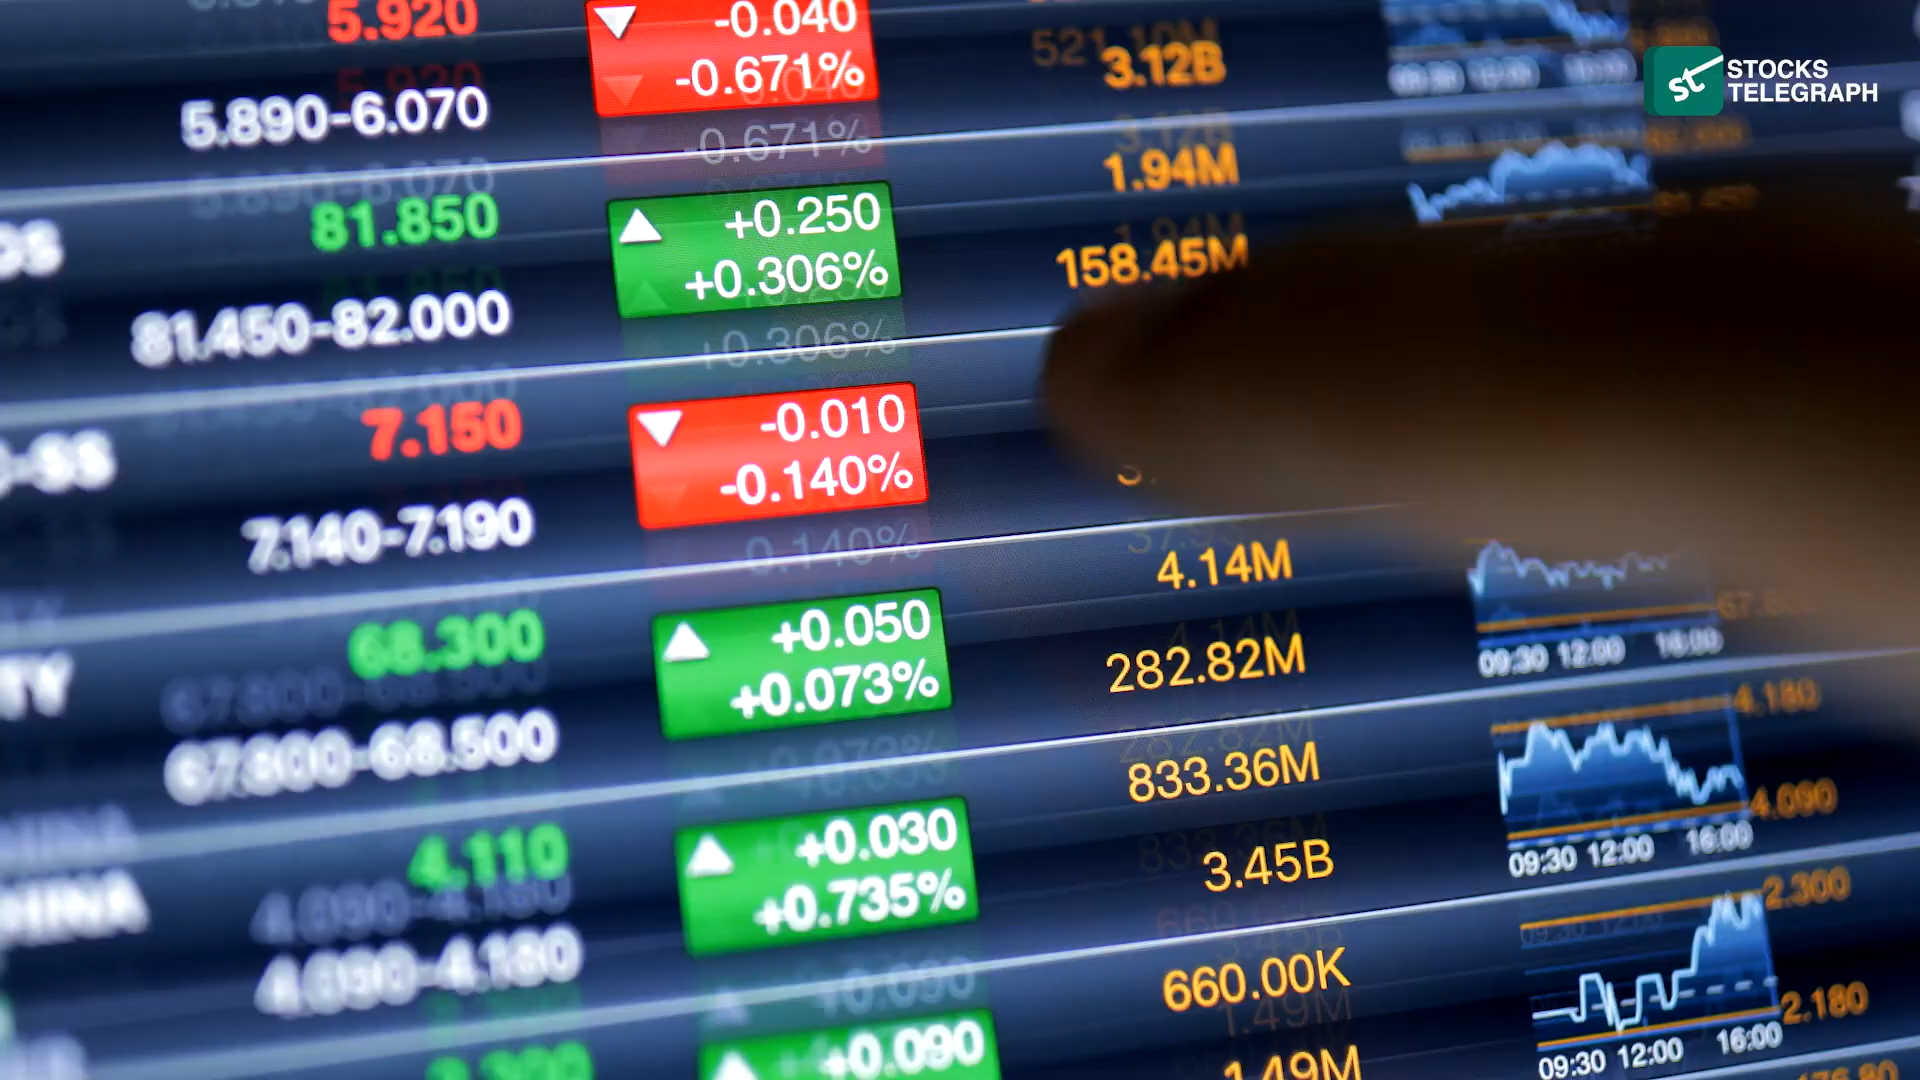 5.920
-0.040
-0.671%
3.12B
5.890-6.070
STOCKS
TELEGRAPH
1.94M
81.850
+0.250
+0.306%
158.45M
81.450-82.000
7.150
-0.010
-0.140%
7.140-7.190
4.14M
09:30 12:00 16:00
68.300
+0.050
+0.073%
282.82M
67.800-68.500
4.180
833.36M
4.090
09:30 12:00 16:00
4.110
+0.030
+0.735%
3.45B
4.090-4.180
2.300
660.00K
2.180
09:30 12:00 16:00
+0.090
1.49M